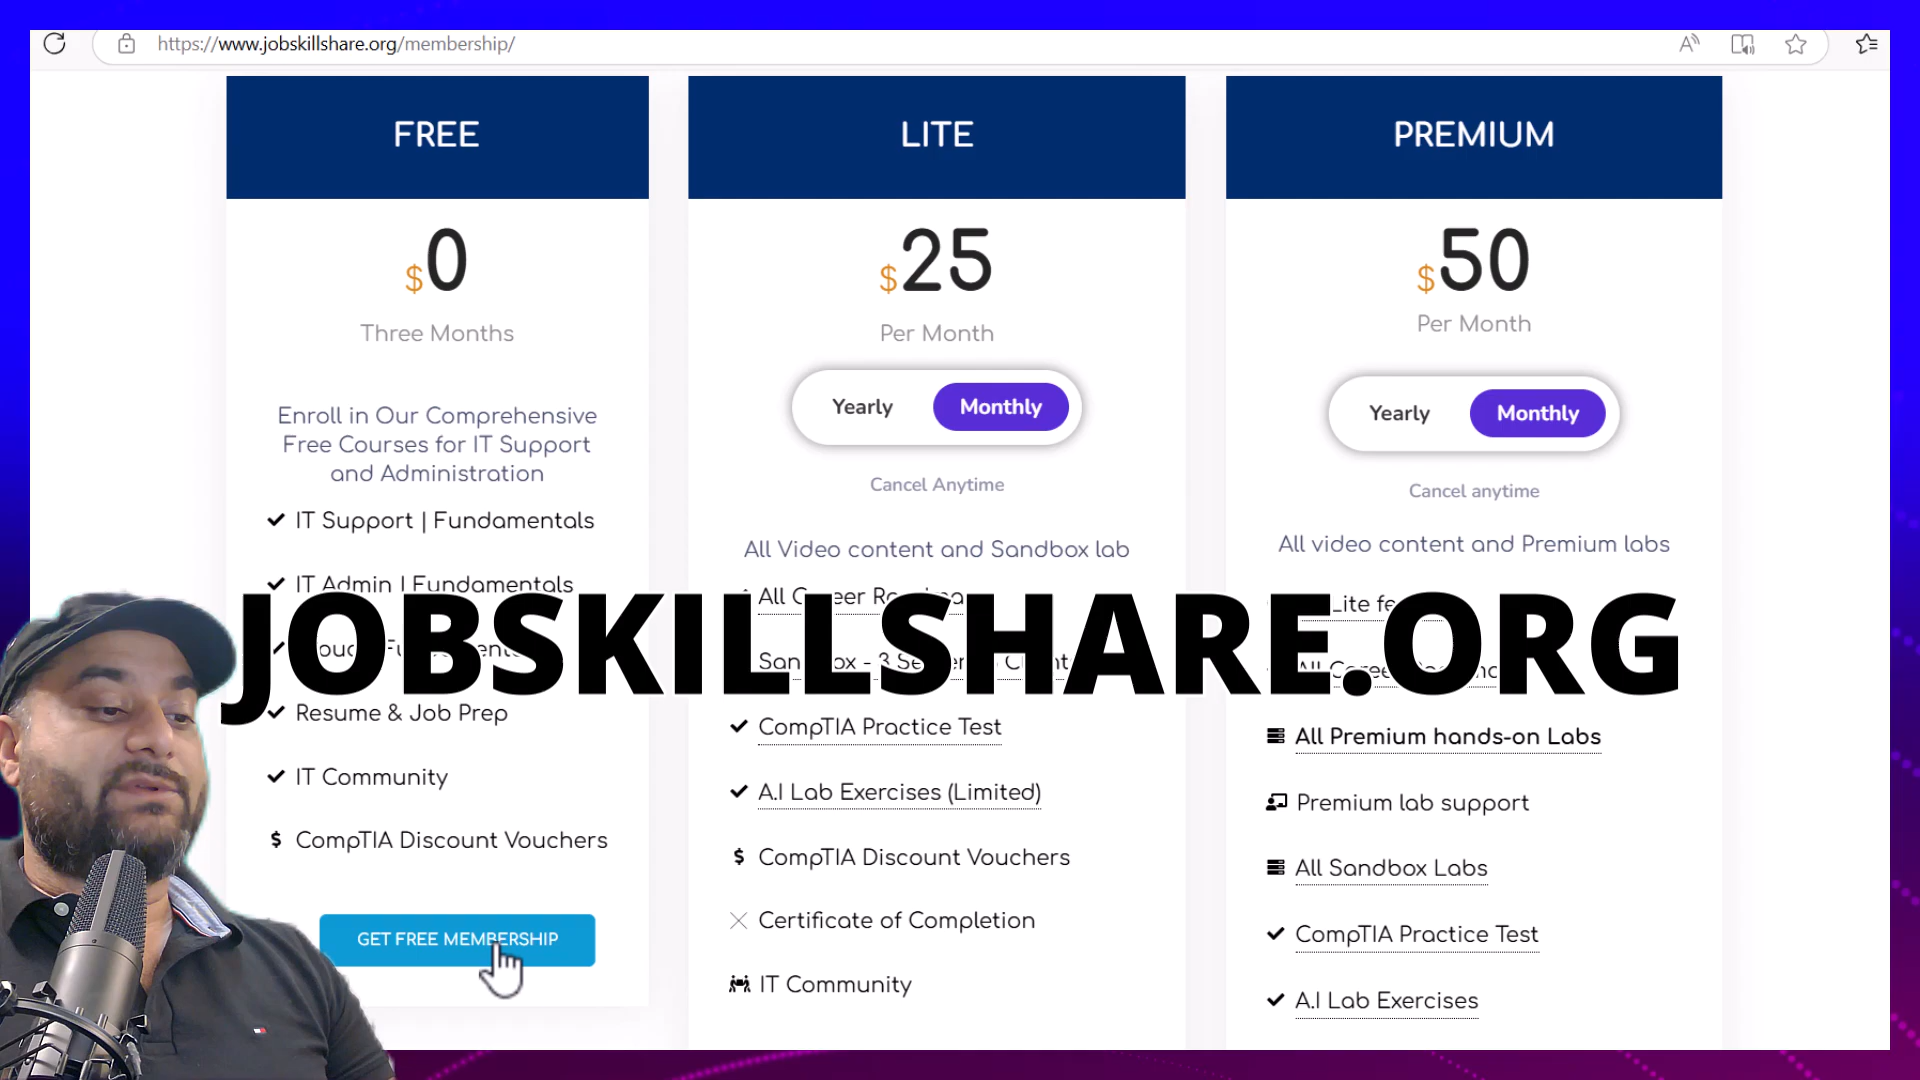 https://www.jobskillshare.org/membership/
FREE
$0
Three Months
Enroll in Our Comprehensive
Free Courses for IT Support
and Administration
IT Support | Fundamentals
IT Admin | Fundamentals
Resume & Job Prep
IT Community
$ CompTIA Discount Vouchers
GET FREE MEMBERSHIP
LITE
$25
Per Month
Yearly Monthly
Cancel Anytime
All Video content and Sandbox lab
All
CompTIA Practice Test
A.I Lab Exercises (Limited)
$ CompTIA Discount Vouchers
Certificate of Completion
IT Community
PREMIUM
$50
Per Month
Yearly Monthly
Cancel anytime
All video content and Premium labs
Lite
All Premium hands-on Labs
Premium lab support
All Sandbox Labs
CompTIA Practice Test
A.I Lab Exercises
JOBSKILLSHARE.ORG